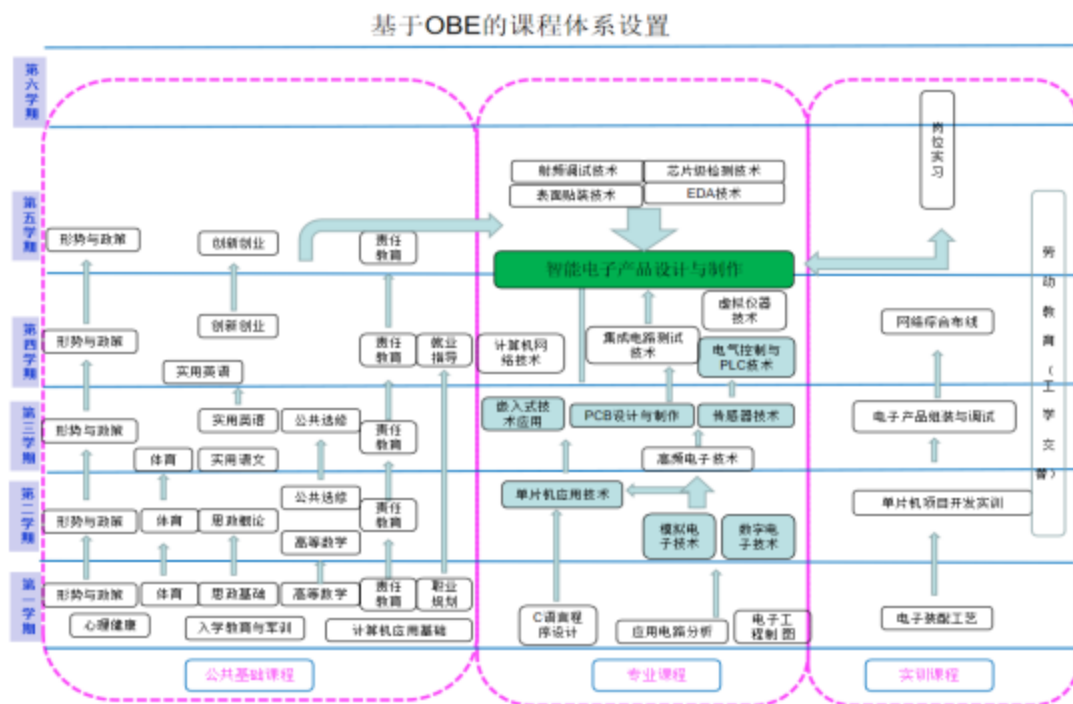 基于OBE的课程体系设置
第六学期
岗位实习
第五学期
射频调试技术
芯片级检测技术
表面贴装技术
EDA技术
形势与政策
创新创业
责任
教育
智能电子产品设计与制作
劳动教育（工学交替）
第四学期
形势与政策
创新创业
责任
教育
就业
指导
实用英语
计算机网
络技术
集成电路测试
技术
虚拟仪器
技术
电气控制与
PLC技术
网络综合布线
第三学期
形势与政策
实用英语
公共选修
责任
教育
体育
实用语文
嵌入式技
术应用
PCB设计与制作
传感器技术
高频电子技术
电子产品组装与调试
第二学期
形势与政策
体育
思政概论
公共选修
高等数学
责任
教育
单片机应用技术
模拟电
子技术
数字电
子技术
单片机项目开发实训
第一学期
形势与政策
体育
思政基础
高等数学
责任
教育
职业
规划
心理健康
入学教育与军训
计算机应用基础
C语言程
序设计
应用电路分析
电子工
程制图
电子装配工艺
公共基础课程
专业课程
实训课程